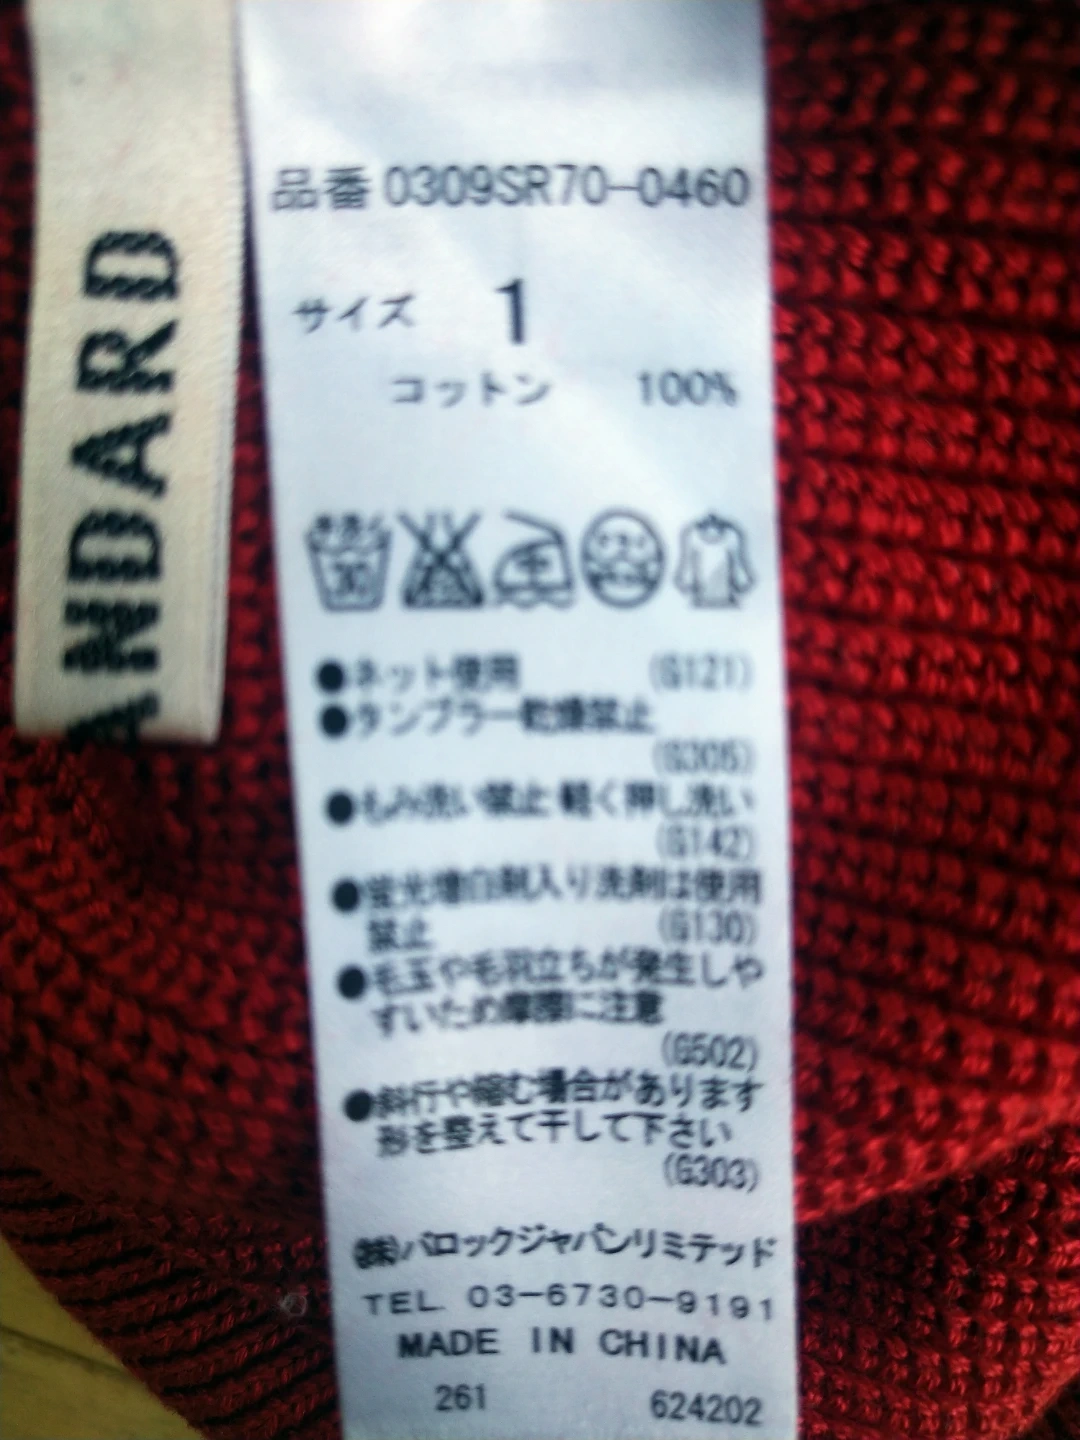 ANDARD
品番 0309SR70-0460
サイズ 1
コットン 100%
30
●ネット使用 (G121)
●タンブラー乾燥禁止
(G305)
●もみ洗い禁止 軽く押し洗い
(G142)
●蛍光増白剤入り洗剤は使用
禁止 (G130)
●毛玉や毛羽立ちが発生しや
すいため摩擦に注意
(G502)
●斜行や縮む場合があります
形を整えて干して下さい
(G303)
(株)バロックジャパンリミテッド
TEL. 03-6730-9191
MADE IN CHINA
261 624202